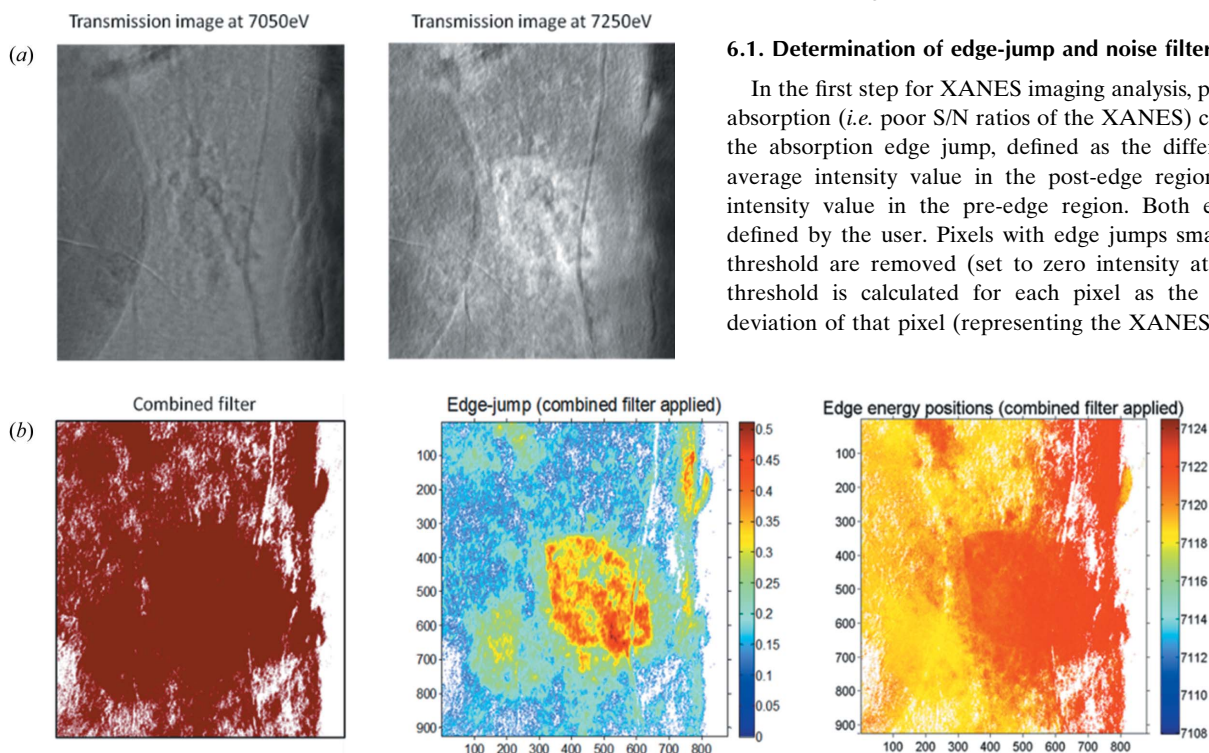 Transmission image at 7050eV
Transmission image at 7250eV
(a)
6.1. Determination of edge-jump and noise filter
In the first step for XANES imaging analysis, p
absorption (i.e. poor S/N ratios of the XANES) c
the absorption edge jump, defined as the differ
average intensity value in the post-edge region
intensity value in the pre-edge region. Both e
defined by the user. Pixels with edge jumps sma
threshold are removed (set to zero intensity at
threshold is calculated for each pixel as the
deviation of that pixel (representing the XANES
(b)
Combined filter
Edge-jump (combined filter applied)
100
200
300
400
500
600
700
800
900
100 200 300 400 500 600 700 800
0.5
0.45
0.4
0.35
0.3
0.25
0.2
0.15
0.1
0.05
0
Edge energy positions (combined filter applied)
100
200
300
400
500
600
700
800
900
100 200 300 400 500 600 700 800
7124
7122
7120
7118
7116
7114
7112
7110
7108